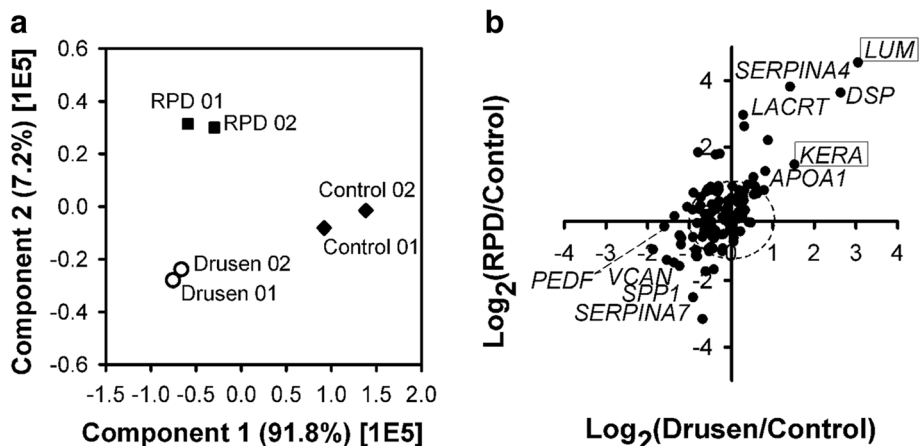 a
Component 2 (7.2%) [1E5]
0.6
0.4
0.2
0.0
-0.2
-0.4
-0.6
RPD 01
RPD 02
Control 02
Control 01
Drusen 02
Drusen 01
-1.5 -1.0 -0.5 0.0 0.5 1.0 1.5 2.0
Component 1 (91.8%) [1E5]
b
Log2(RPD/Control)
LUM
SERPINA4
DSP
LACRT
KERA
APOA1
4
2
0
-2
-4
-4 -3 -2 -1 0 1 2 3 4
PEDF
VCAN
SPP1
SERPINA7
Log2(Drusen/Control)